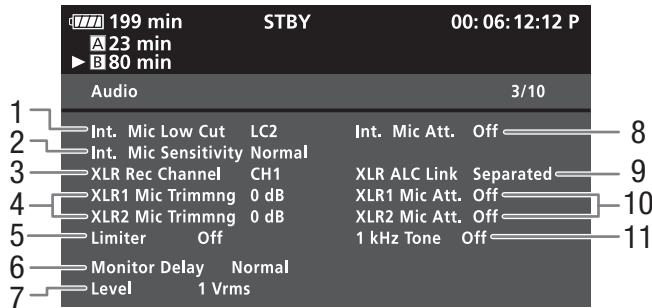 199 min STBY 00:06:12:12 P
A 23 min
B 80 min
Audio 3/10
1 Int. Mic Low Cut LC2 Int. Mic Att. Off 8
2 Int. Mic Sensitivity Normal
3 XLR Rec Channel CH1 XLR ALC Link Separated 9
4 XLR1 Mic Trimmng 0 dB XLR1 Mic Att. Off 10
XLR2 Mic Trimmng 0 dB XLR2 Mic Att. Off
5 Limiter Off 1 kHz Tone Off 11
6 Monitor Delay Normal
7 Level 1 Vrms